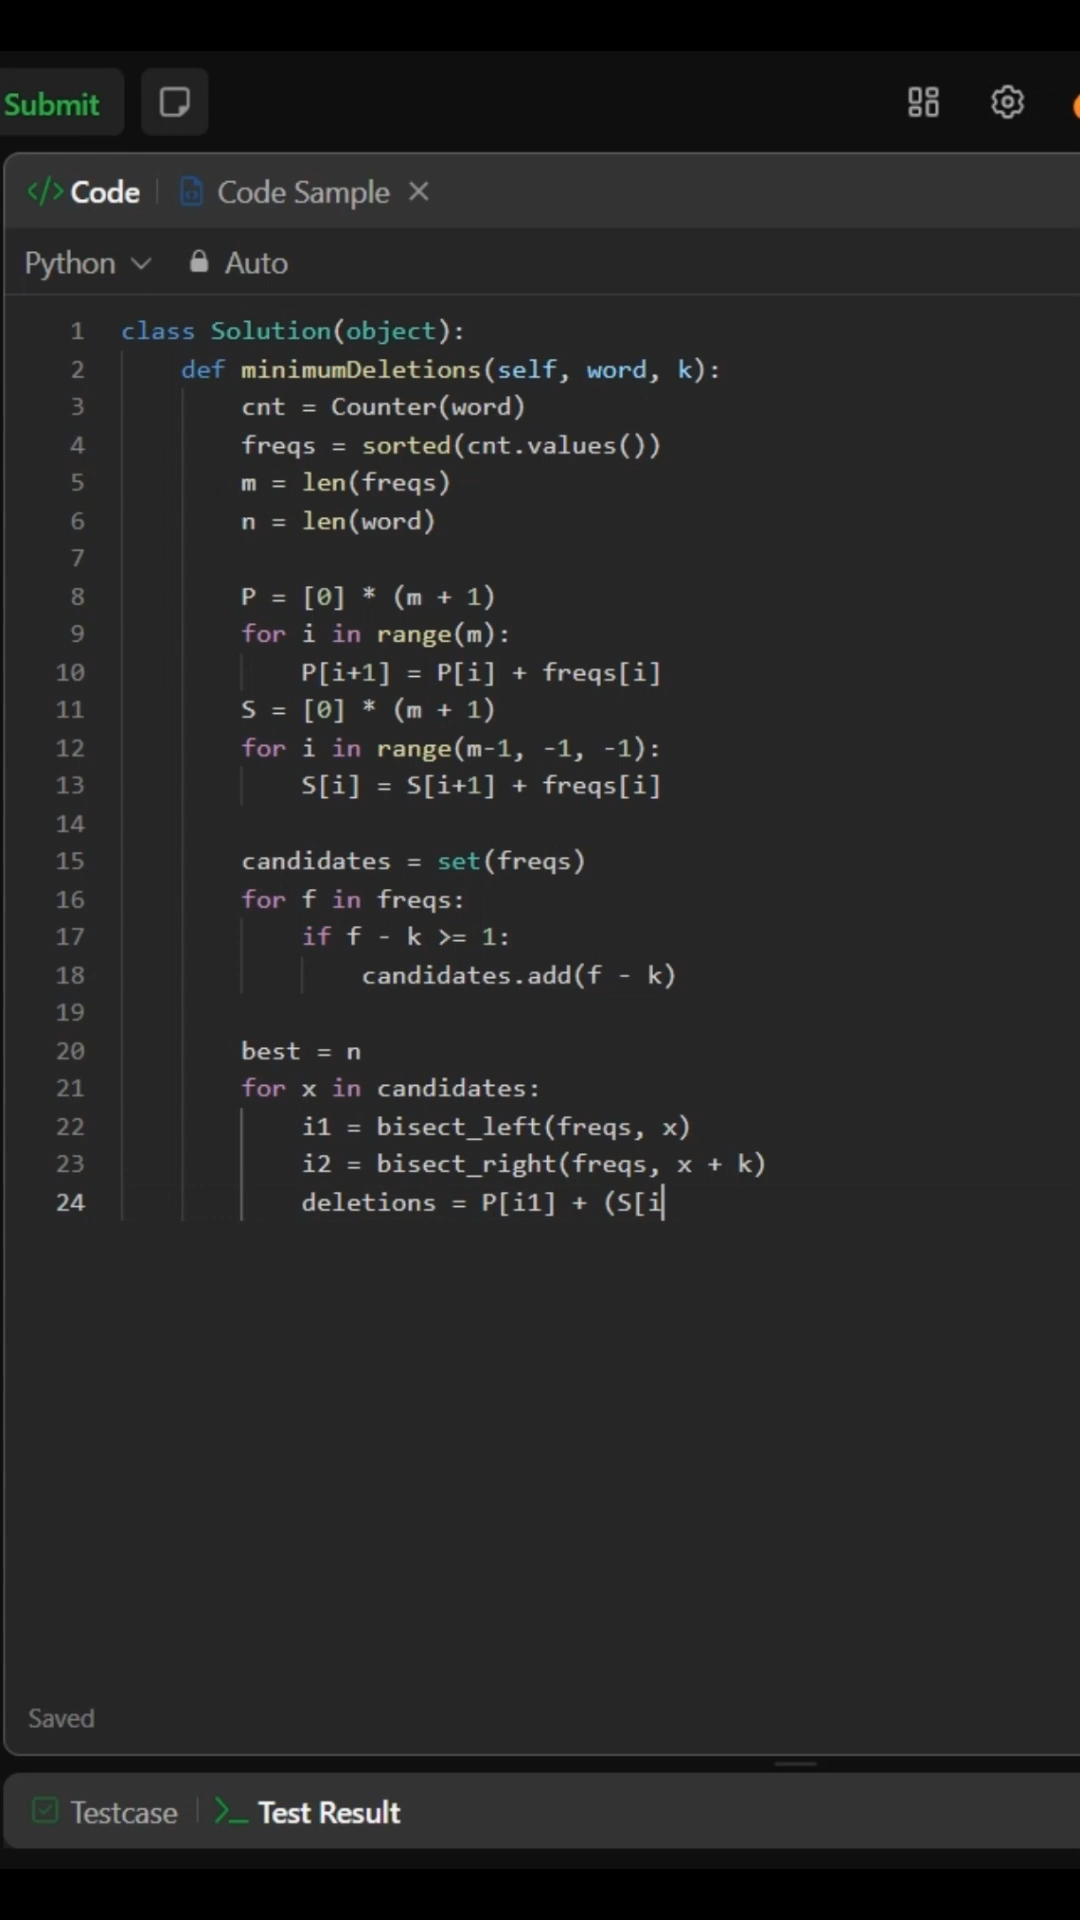 Submit
Code
Code Sample
Python
Auto
1 class Solution(object):
2 def minimumDeletions(self, word, k):
3 cnt = Counter(word)
4 freqs = sorted(cnt.values())
5 m = len(freqs)
6 n = len(word)
7
8 P = [0] * (m + 1)
9 for i in range(m):
10 P[i+1] = P[i] + freqs[i]
11 S = [0] * (m + 1)
12 for i in range(m-1, -1, -1):
13 S[i] = S[i+1] + freqs[i]
14
15 candidates = set(freqs)
16 for f in freqs:
17 if f - k >= 1:
18 candidates.add(f - k)
19
20 best = n
21 for x in candidates:
22 i1 = bisect_left(freqs, x)
23 i2 = bisect_right(freqs, x + k)
24 deletions = P[i1] + (S[i
Saved
Testcase
Test Result